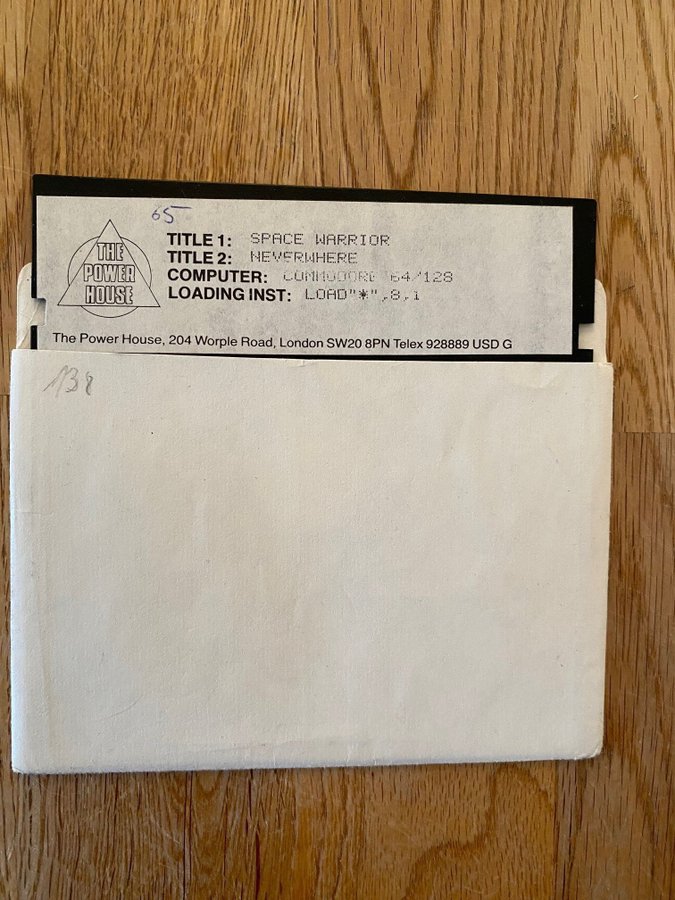 65
THE
POWER
HOUSE
TITLE 1: SPACE WARRIOR
TITLE 2: NEVERWHERE
COMPUTER: COMMODORE 64/128
LOADING INST: LOAD"*",8,1
The Power House, 204 Worple Road, London SW20 8PN Telex 928889 USD G
138